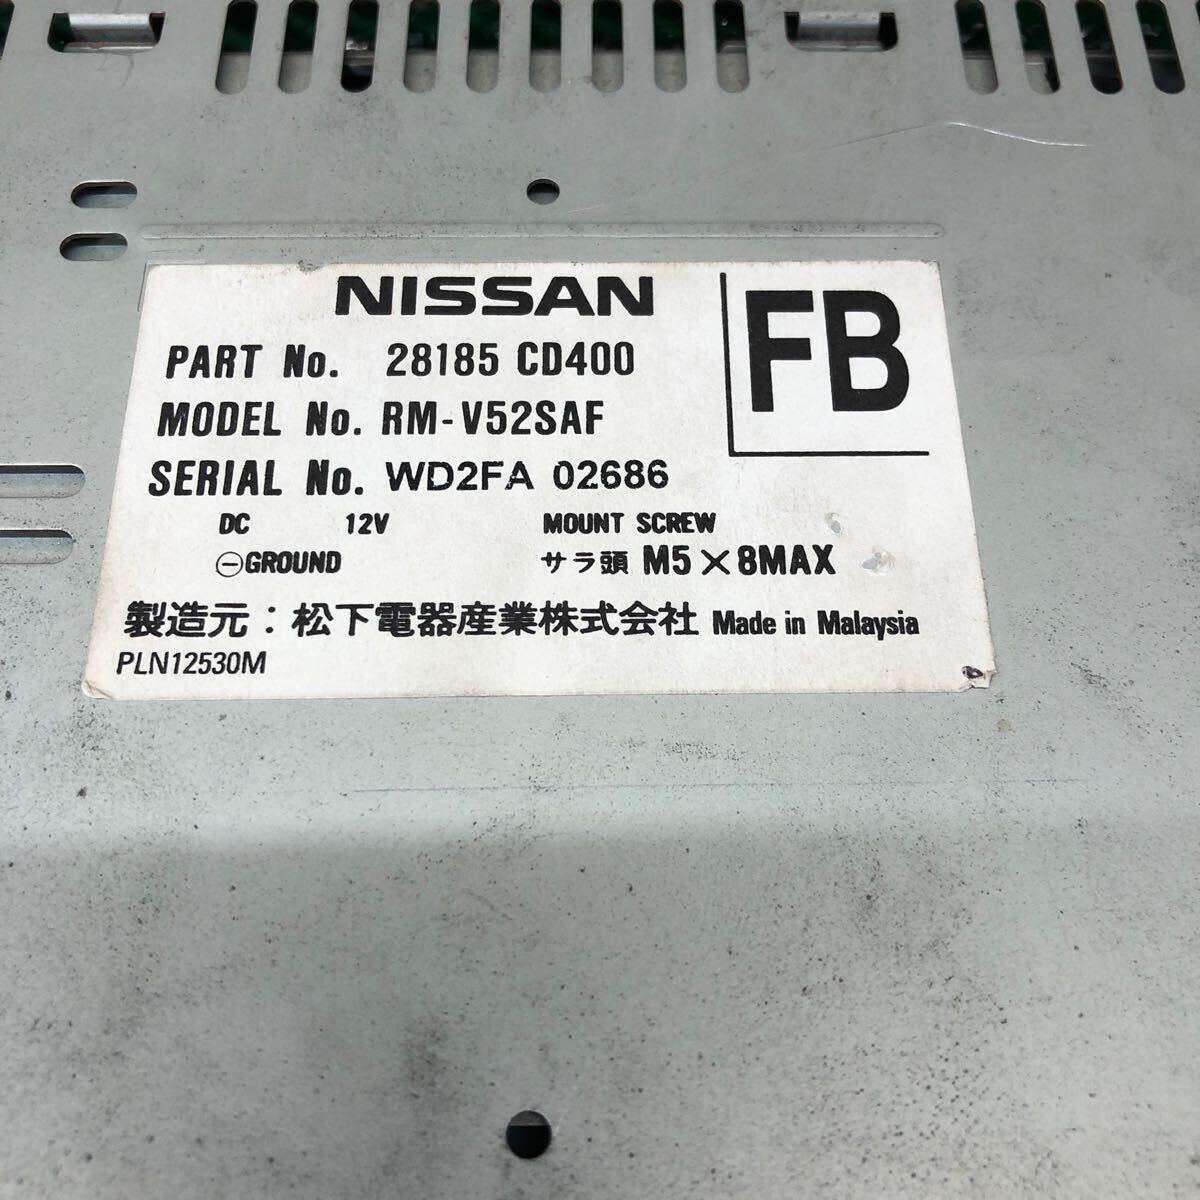 NISSAN
FB
PART No. 28185 CD400
MODEL No. RM-V52SAF
SERIAL No. WD2FA 02686
DC 12V MOUNT SCREW
⊖GROUND サラ頭 M5×8MAX
製造元：松下電器産業株式会社 Made in Malaysia
PLN12530M